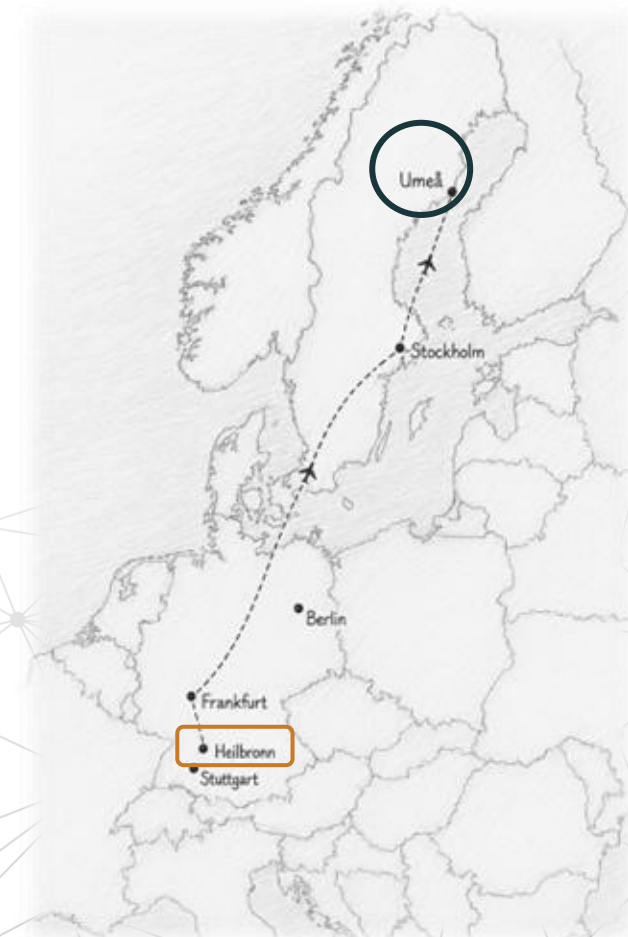 Umeå
Stockholm
Berlin
Frankfurt
Heilbronn
Stuttgart